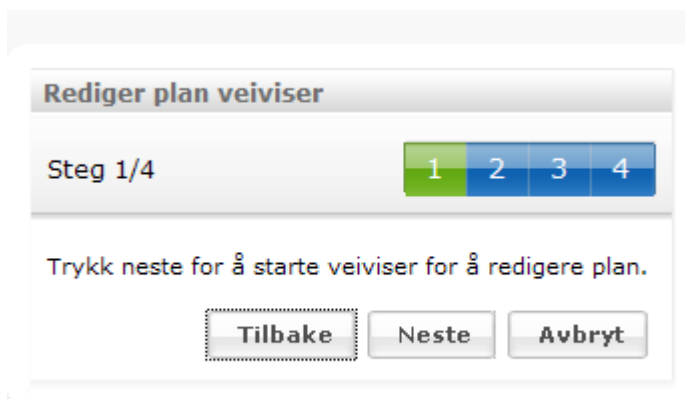 Rediger plan veiviser
Steg 1/4 1 2 3 4
Trykk neste for å starte veiviser for å redigere plan.
Tilbake Neste Avbryt